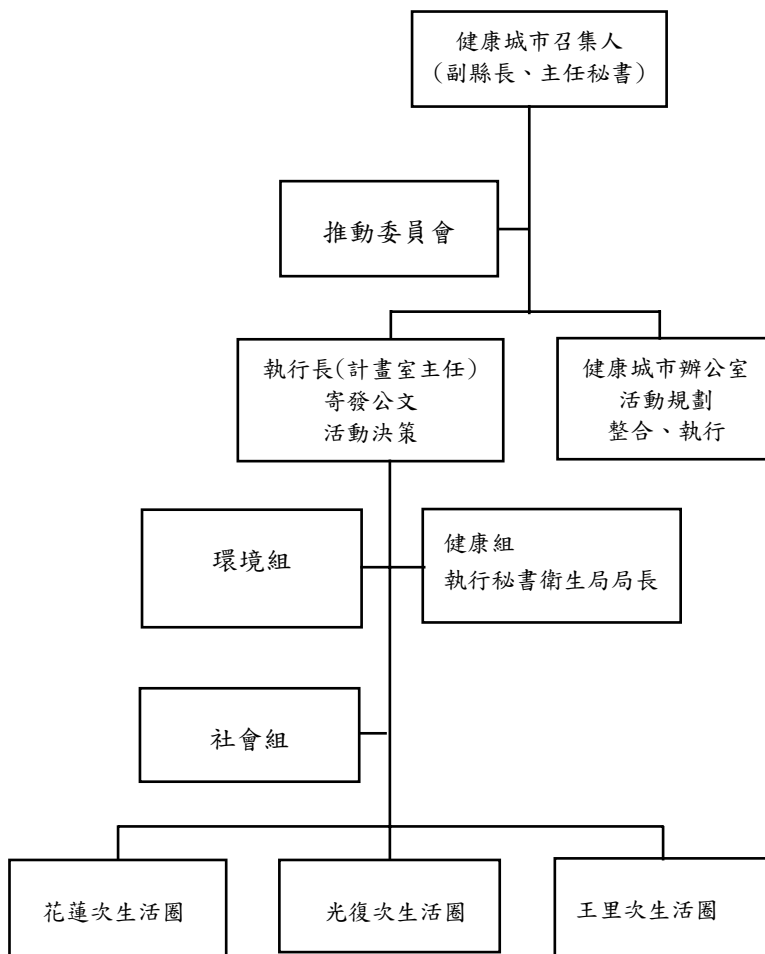 健康城市召集人
(副縣長、主任秘書)
推動委員會
執行長(計畫室主任)
寄發公文
活動決策
健康城市辦公室
活動規劃
整合、執行
環境組
健康組
執行秘書衛生局局長
社會組
花蓮次生活圈
光復次生活圈
王里次生活圈